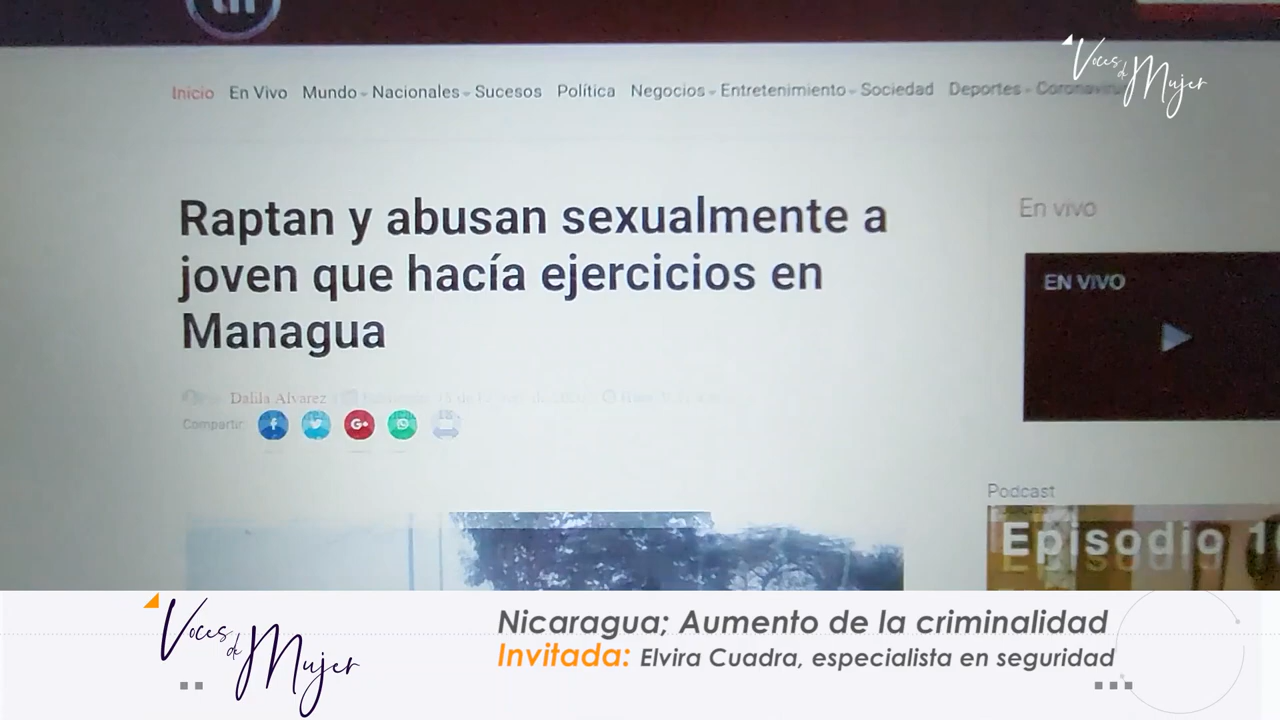 Voces de Mujer
Inicio En Vivo Mundo Nacionales Sucesos Política Negocios Entretenimiento Sociedad Deportes Coronavirus
Raptan y abusan sexualmente a
joven que hacía ejercicios en
Managua
En vivo
EN VIVO
Dalila Alvarez
Compartir
Podcast
Episodio
Voces de Mujer
Nicaragua; Aumento de la criminalidad
Invitada: Elvira Cuadra, especialista en seguridad